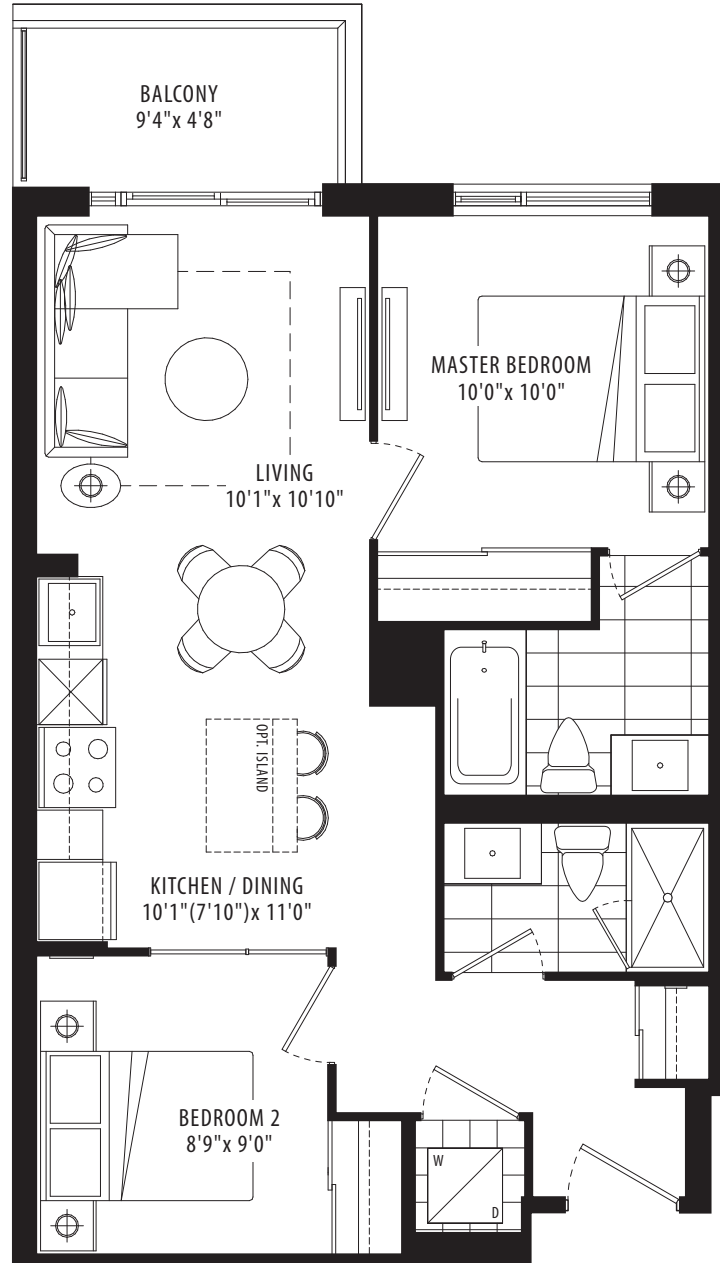 BALCONY
9'4"x 4'8"
MASTER BEDROOM
10'0"x 10'0"
LIVING
10'1"x 10'10"
OPT. ISLAND
KITCHEN / DINING
10'1"(7'10")x 11'0"
BEDROOM 2
8'9"x 9'0"
W
D